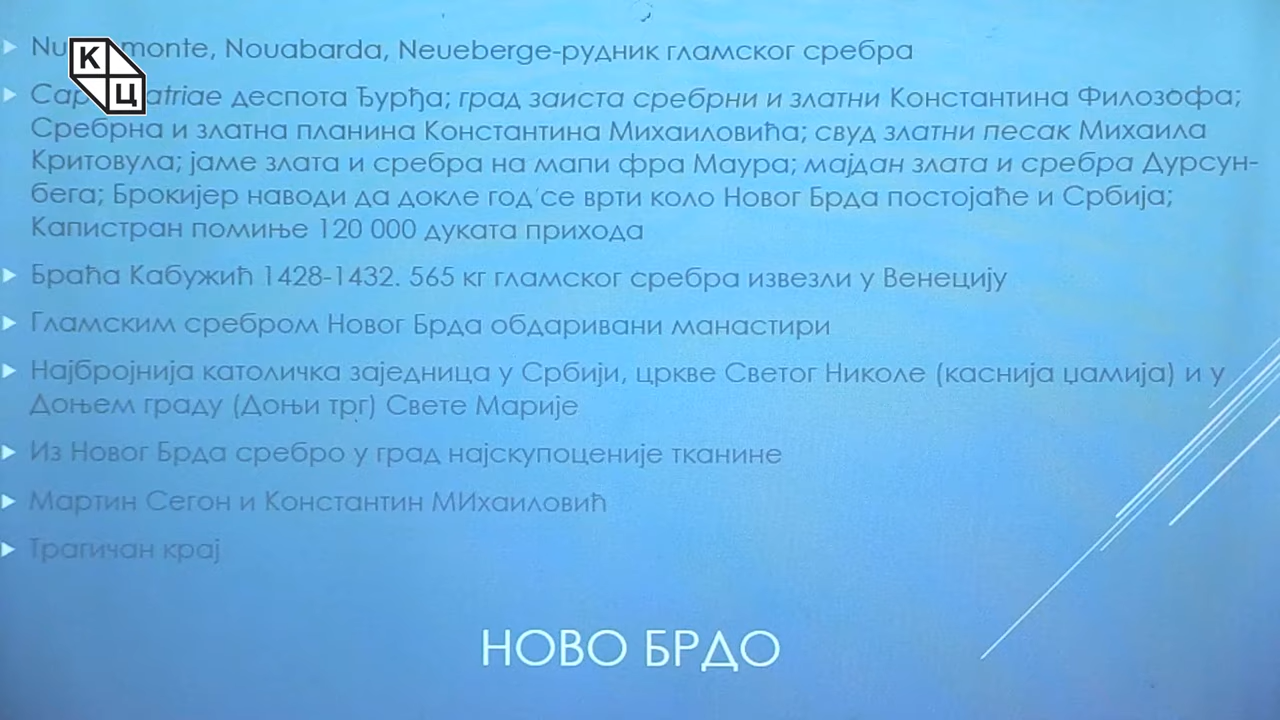 КЦ
monte, Nouabarda, Neueberge-рудник гламског сребра
деспота Ђурђа; град заиста сребрни и златни Константина Филозофа;
Сребрна и златна планина Константина Михаиловића; свуд златни песак Михаила
Критовула; јаме злата и сребра на мапи фра Маура; мајдан злата и сребра Дурсун-
бега; Брокијер наводи да докле год се врти коло Новог Брда постојаће и Србија;
Капистран помиње 120 000 дуката прихода
Браћа Кабужић 1428-1432. 565 кг гламског сребра извезли у Венецију
Гламским сребром Новог Брда обдаривани манастири
Најбројнија католичка заједница у Србији, цркве Светог Николе (каснија џамија) и у
Доњем граду (Доњи трг) Свете Марије
Из Новог Брда сребро у град најскупоценије тканине
Мартин Сегон и Константин МИхаиловић
Трагичан крај
НОВО БРДО